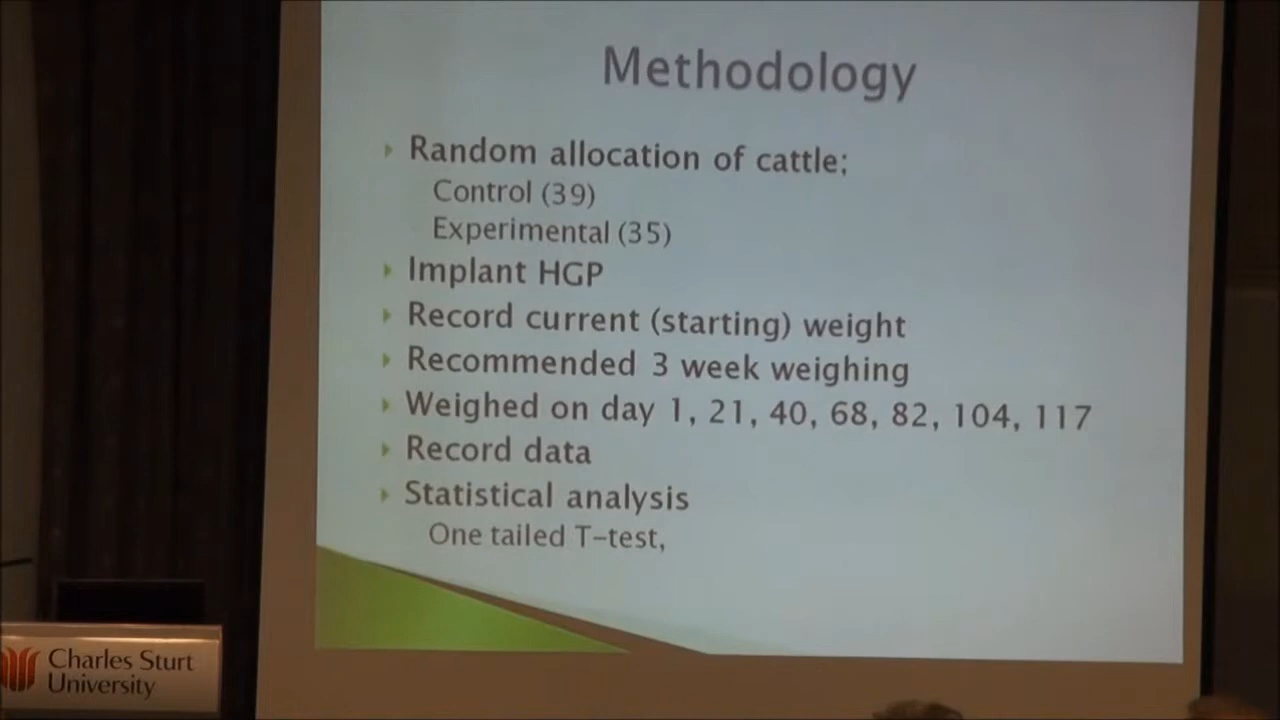 Methodology
Random allocation of cattle;
Control (39)
Experimental (35)
Implant HGP
Record current (starting) weight
Recommended 3 week weighing
Weighed on day 1, 21, 40, 68, 82, 104, 117
Record data
Statistical analysis
One tailed T-test,
Charles Sturt
University